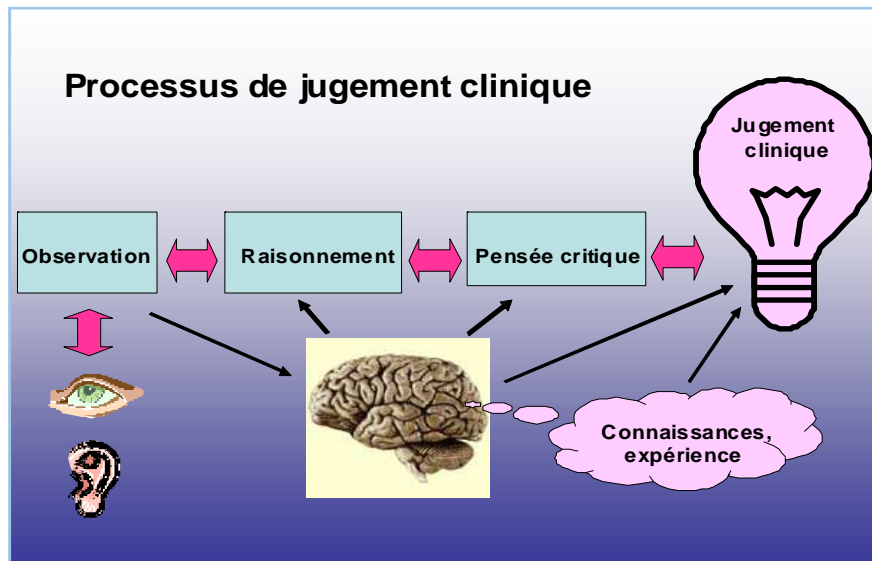 Processus de jugement clinique
Jugement
clinique
Observation
Raisonnement
Pensée critique
Connaissances,
expérience